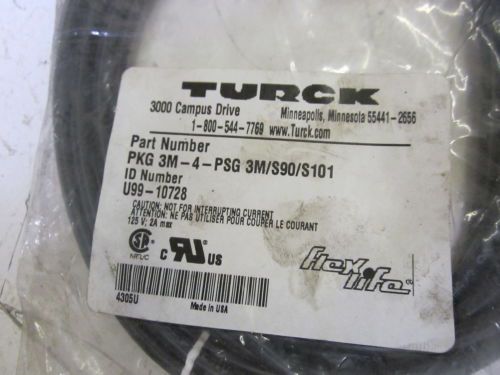 TURCK
3000 Campus Drive Minneapolis, Minnesota 55441-2656
1-800-544-7769 www.Turck.com
Part Number
PKG 3M-4-PSG 3M/S90/S101
ID Number
U99-10728
CAUTION: NOT FOR INTERRUPTING CURRENT
ATTENTION: NE PAS UTILISER POUR COUPER LE COURANT
125 V; 2A max
NRTL/C
C US
flexlife
4305U
Made in USA